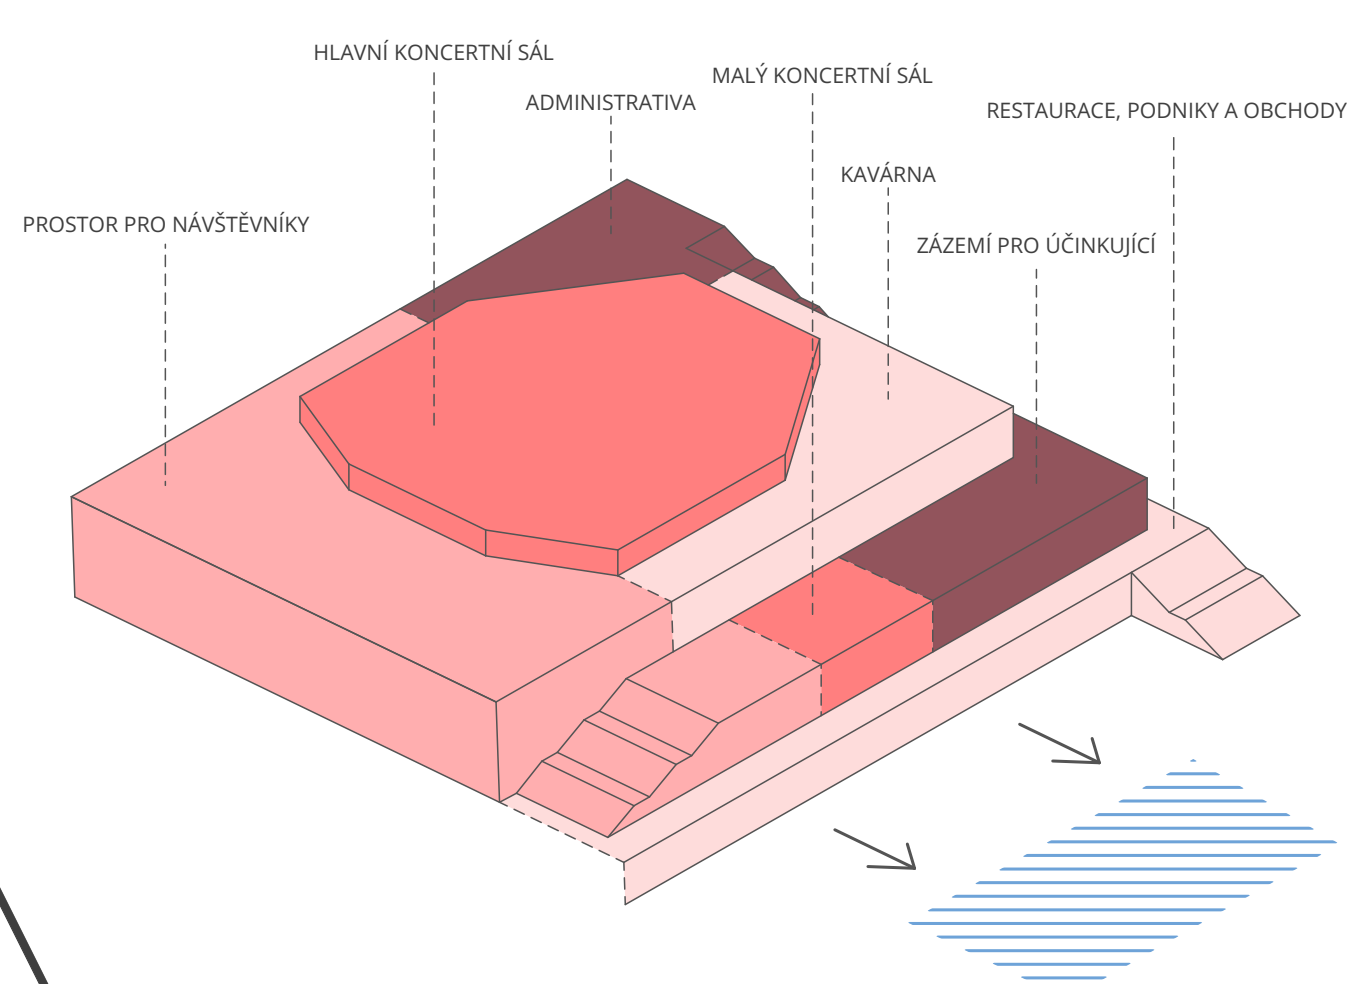 HLAVNÍ KONCERTNÍ SÁL
MALÝ KONCERTNÍ SÁL
ADMINISTRATIVA
RESTAURACE, PODNIKY A OBCHODY
KAVÁRNA
PROSTOR PRO NÁVŠTĚVNÍKY
ZÁZEMÍ PRO ÚČINKUJÍCÍ